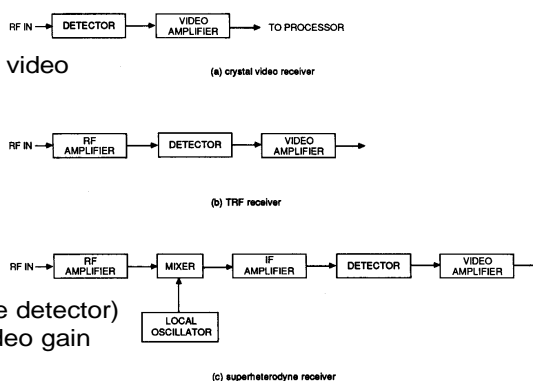 RF IN
DETECTOR
VIDEO
AMPLIFIER
TO PROCESSOR
video
(a) crystal video receiver
RF IN
RF
AMPLIFIER
DETECTOR
VIDEO
AMPLIFIER
(b) TRF receiver
RF IN
RF
AMPLIFIER
MIXER
IF
AMPLIFIER
DETECTOR
VIDEO
AMPLIFIER
e detector)
deo gain
LOCAL
OSCILLATOR
(c) superheterodyne receiver